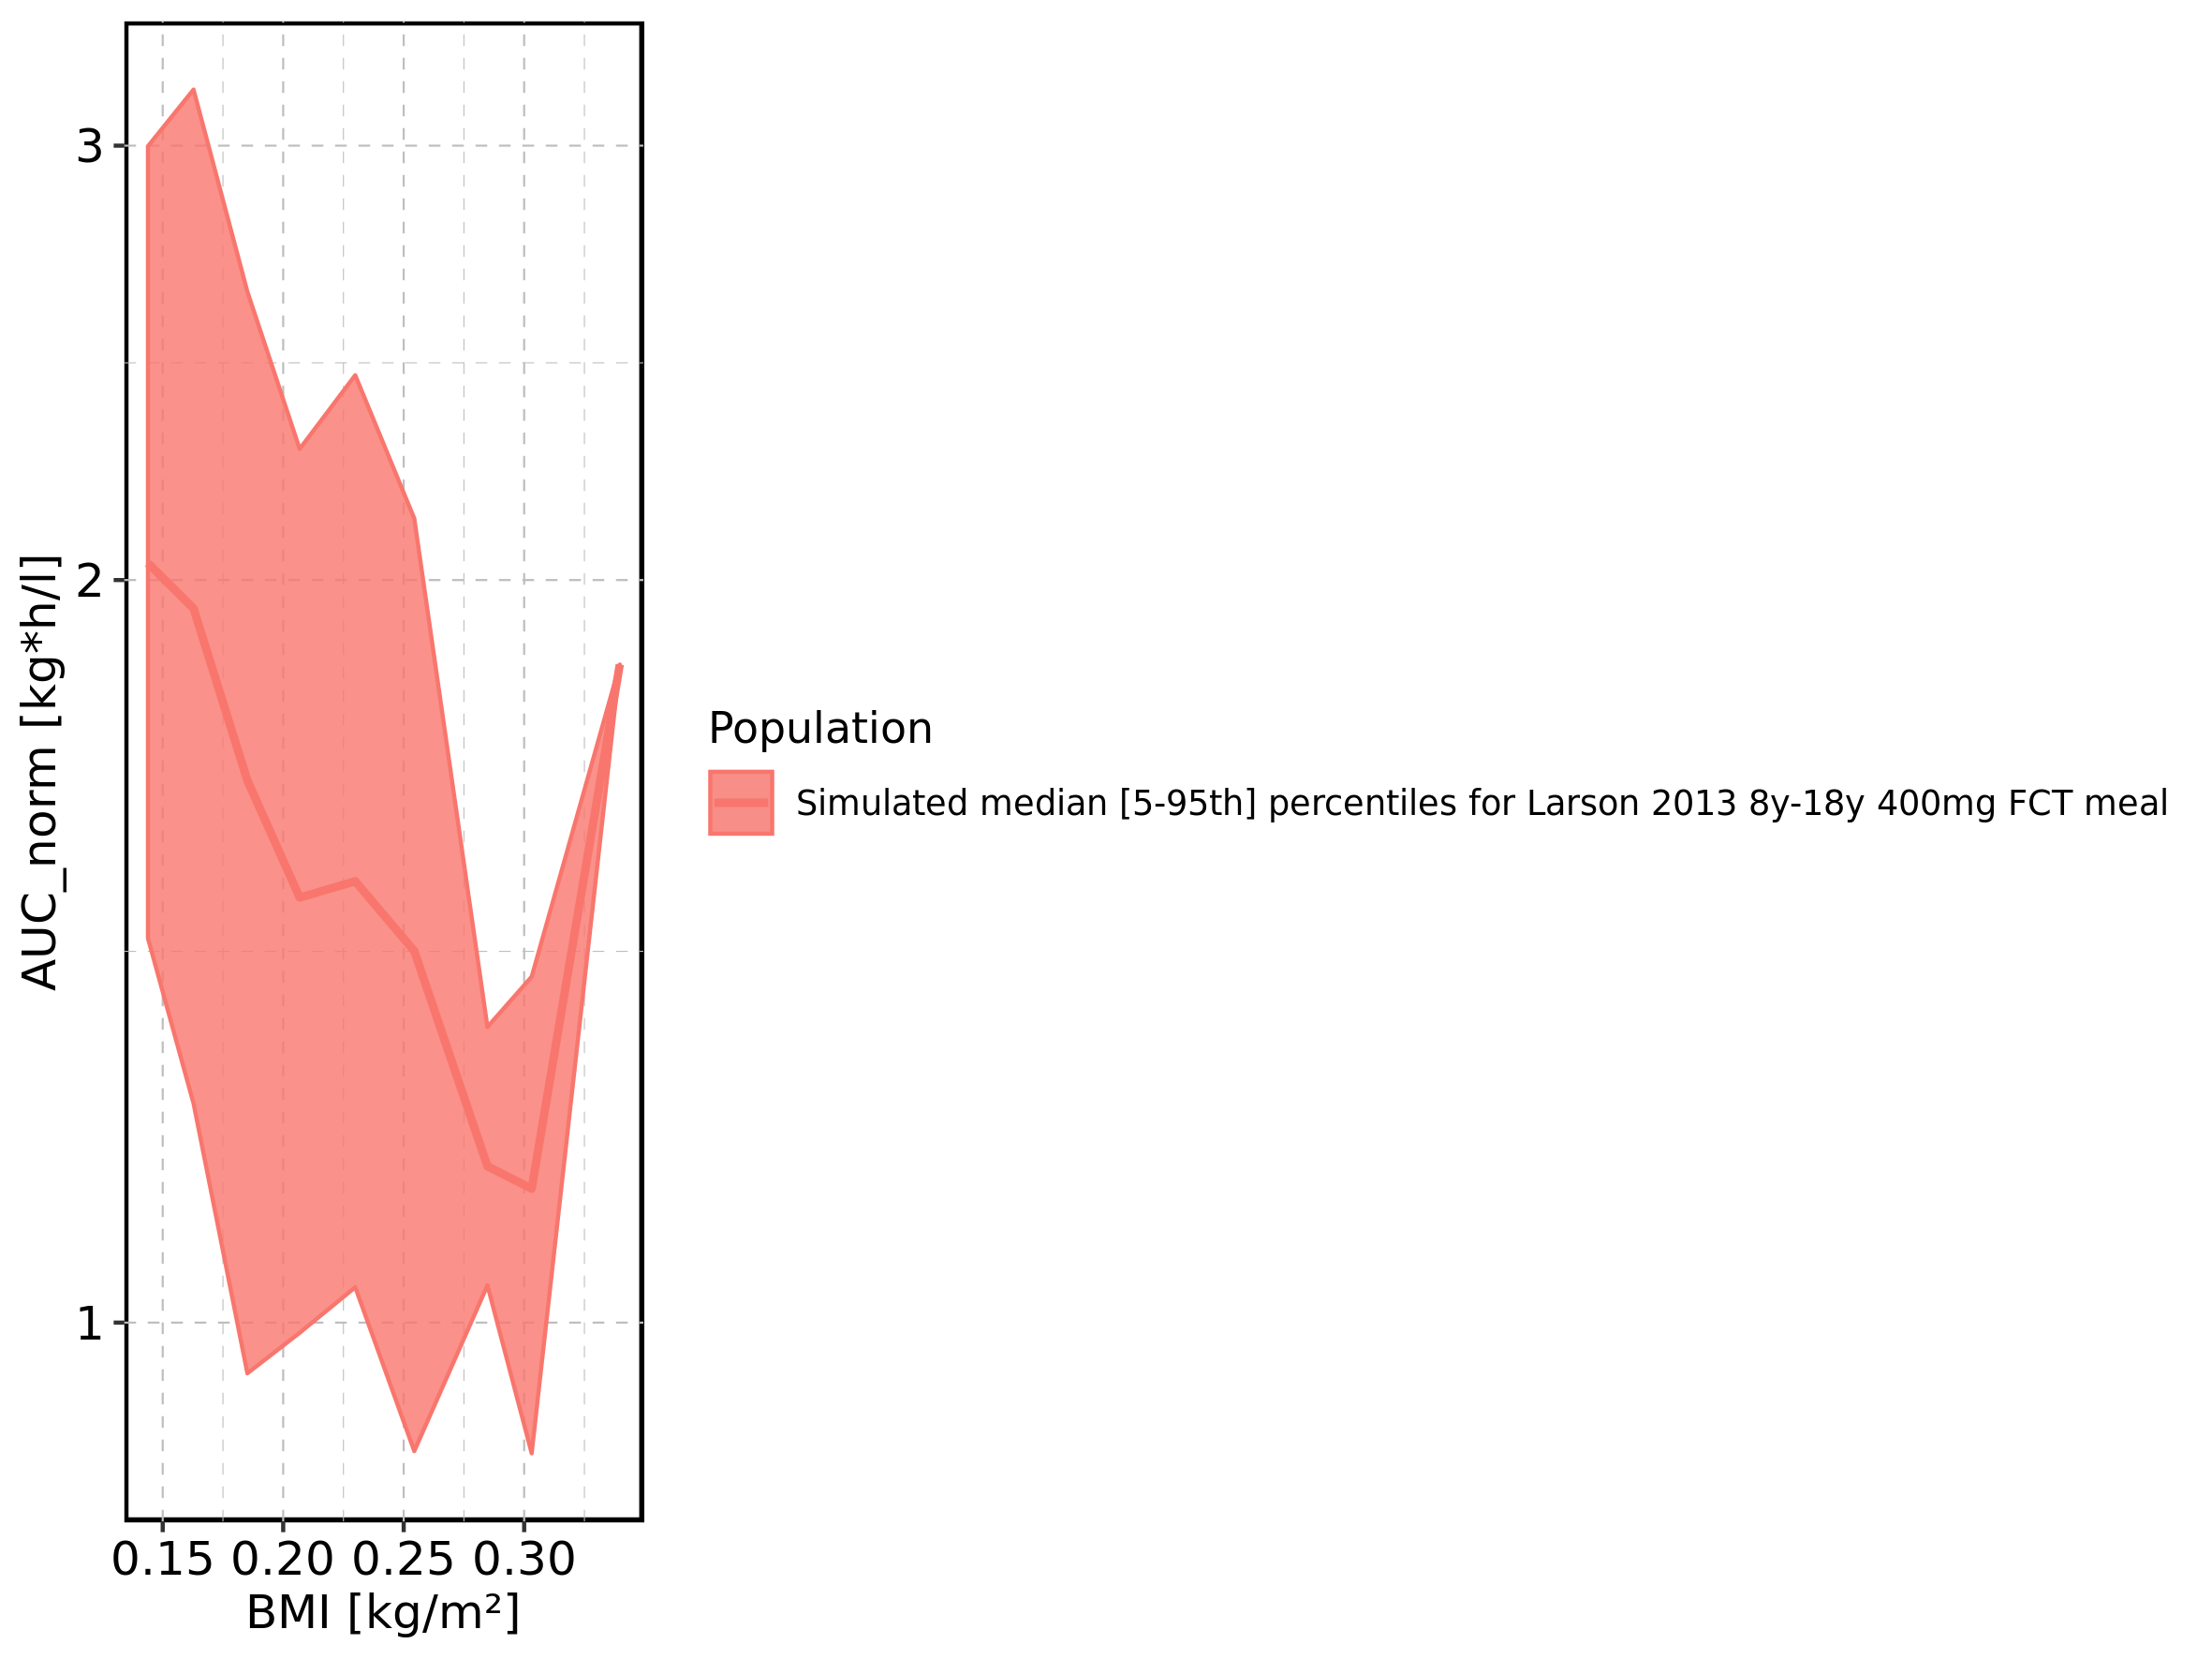 3
2
1
AUC_norm [kg*h/l]
0.15 0.20 0.25 0.30
BMI [kg/m²]
Population
Simulated median [5-95th] percentiles for Larson 2013 8y-18y 400mg FCT meal